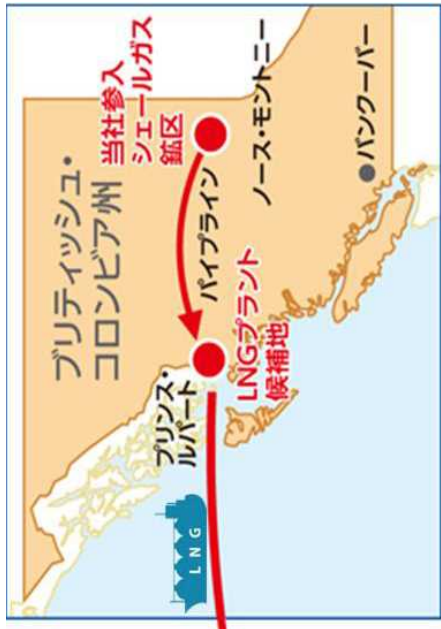 ブリティッシュ・
コロンビア州
当社参入
シェールガス
鉱区
パイプライン
ノース・モントニー
プリンス・
ルパート
LNGプラント
候補地
バンクーバー
LNG